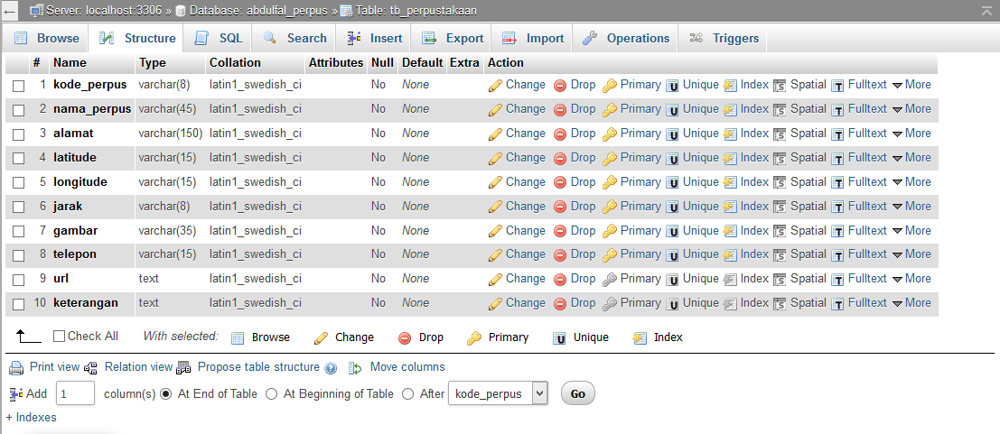 Server: localhost:3306 » Database: abdulfal_perpus » Table: tb_perpustakaan
Browse Structure SQL Search Insert Export Import Operations Triggers
# Name Type Collation Attributes Null Default Extra Action
1 kode_perpus varchar(8) latin1_swedish_ci No None Change Drop Primary Unique Index Spatial Fulltext More
2 nama_perpus varchar(45) latin1_swedish_ci No None Change Drop Primary Unique Index Spatial Fulltext More
3 alamat varchar(150) latin1_swedish_ci No None Change Drop Primary Unique Index Spatial Fulltext More
4 latitude varchar(15) latin1_swedish_ci No None Change Drop Primary Unique Index Spatial Fulltext More
5 longitude varchar(15) latin1_swedish_ci No None Change Drop Primary Unique Index Spatial Fulltext More
6 jarak varchar(8) latin1_swedish_ci No None Change Drop Primary Unique Index Spatial Fulltext More
7 gambar varchar(35) latin1_swedish_ci No None Change Drop Primary Unique Index Spatial Fulltext More
8 telepon varchar(15) latin1_swedish_ci No None Change Drop Primary Unique Index Spatial Fulltext More
9 url text latin1_swedish_ci No None Change Drop Primary Unique Index Spatial Fulltext More
10 keterangan text latin1_swedish_ci No None Change Drop Primary Unique Index Spatial Fulltext More
Check All With selected: Browse Change Drop Primary Unique Index
Print view Relation view Propose table structure Move columns
Add 1 column(s) At End of Table At Beginning of Table After kode_perpus Go
+ Indexes